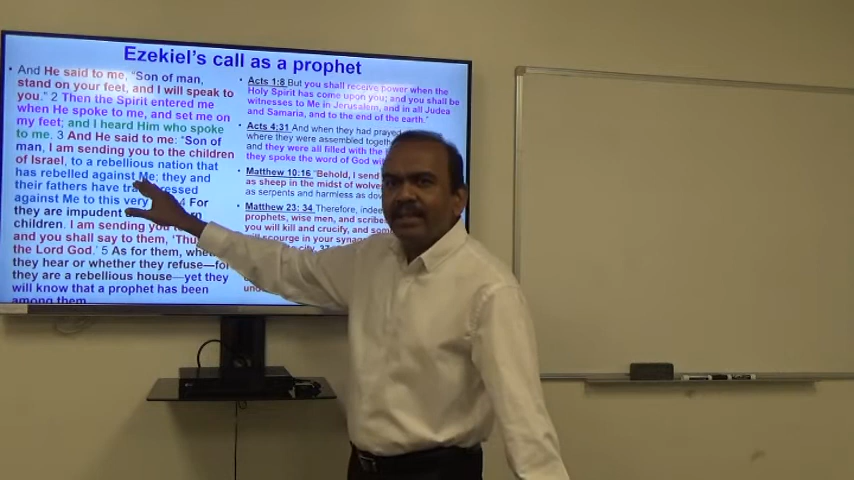 Ezekiel's call as a prophet
• And He said to me, "Son of man,
stand on your feet, and I will speak to
you." 2 Then the Spirit entered me
when He spoke to me, and set me on
my feet; and I heard Him who spoke
to me. 3 And He said to me: "Son of
man, I am sending you to the children
of Israel, to a rebellious nation that
has rebelled against Me; they and
their fathers have
against Me to this very 4 For
they are impudent
children. I am sending you
and you shall say to them,
the Lord God.' 5 As for them,
they hear or whether they refuse—for
they are a rebellious house—yet they
will know that a prophet has been
among them.
• Acts 1:8 But you shall receive power when the
Holy Spirit has come upon you; and you shall be
witnesses to Me in Jerusalem, and in all Judea
and Samaria, and to the end of the earth."
• Acts 4:31 And when they had prayed
where they were assembled
they were all filled with the
they spoke the word of God
• Matthew 10:16 "Behold, I send
as sheep in the midst of
as serpents and harmless as
• Matthew 23: 34 Therefore,
prophets, wise men, and
you will kill and crucify, and
will scourge in your